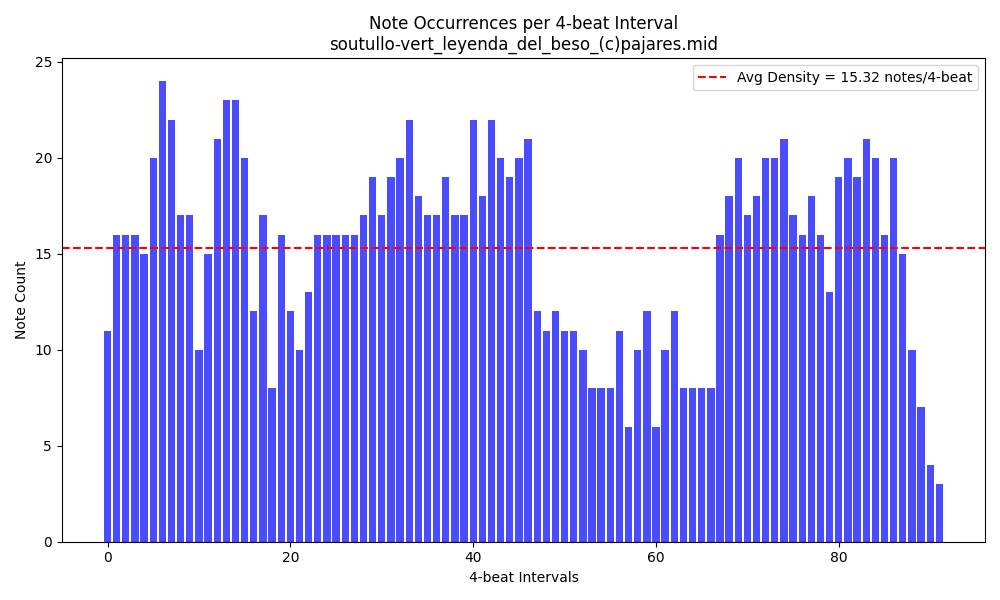 Note Occurrences per 4-beat Interval
soutullo-vert_leyenda_del_beso_(c)pajares.mid
Avg Density = 15.32 notes/4-beat
Note Count
25
20
15
10
5
0
0 20 40 60 80
4-beat Intervals